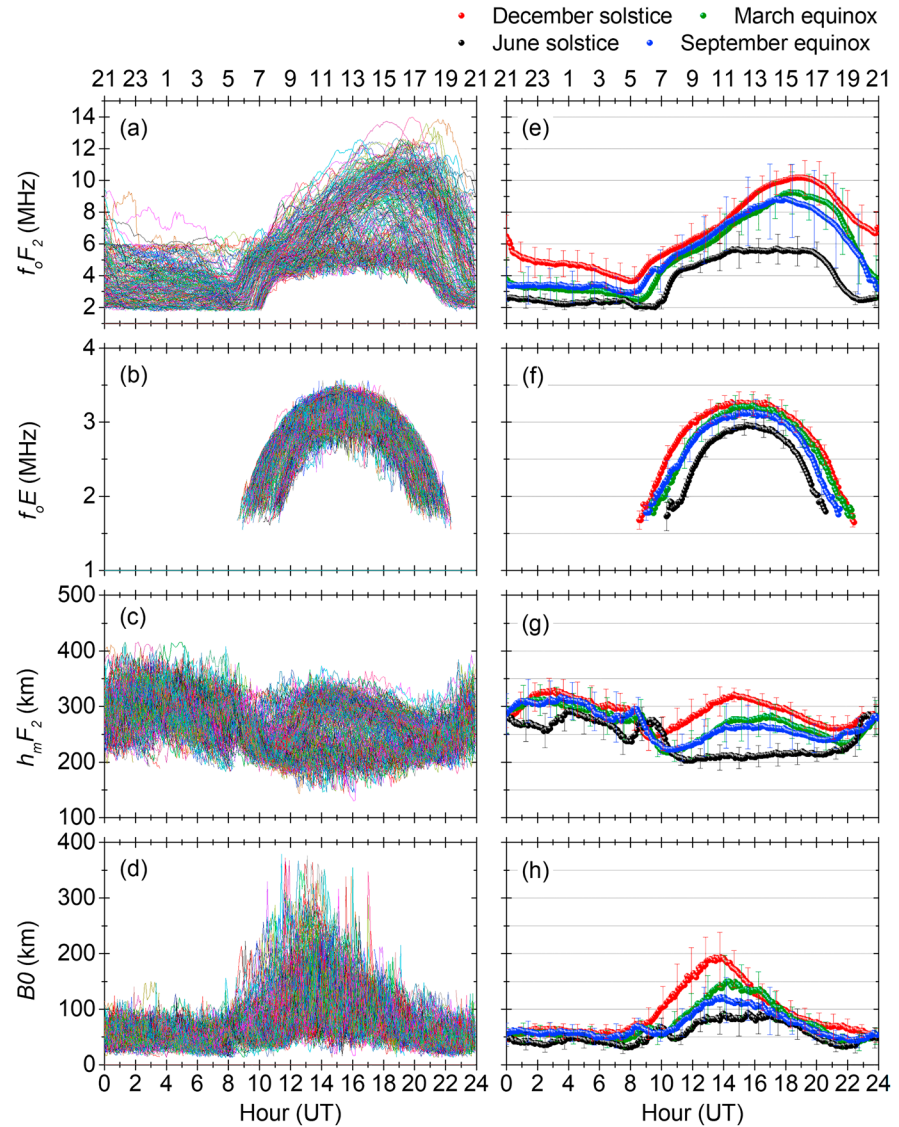 December solstice March equinox
June solstice September equinox
21 23 1 3 5 7 9 11 13 15 17 19 21 23 1 3 5 7 9 11 13 15 17 19 21
(a) (e)
14
12
10
8
6
4
2
foF2 (MHz)
(b) (f)
4
3
2
1
foE (MHz)
(c) (g)
500
400
300
200
100
hmF2 (km)
(d) (h)
400
300
200
100
0
B0 (km)
0 2 4 6 8 10 12 14 16 18 20 22 24 0 2 4 6 8 10 12 14 16 18 20 22 24
Hour (UT) Hour (UT)